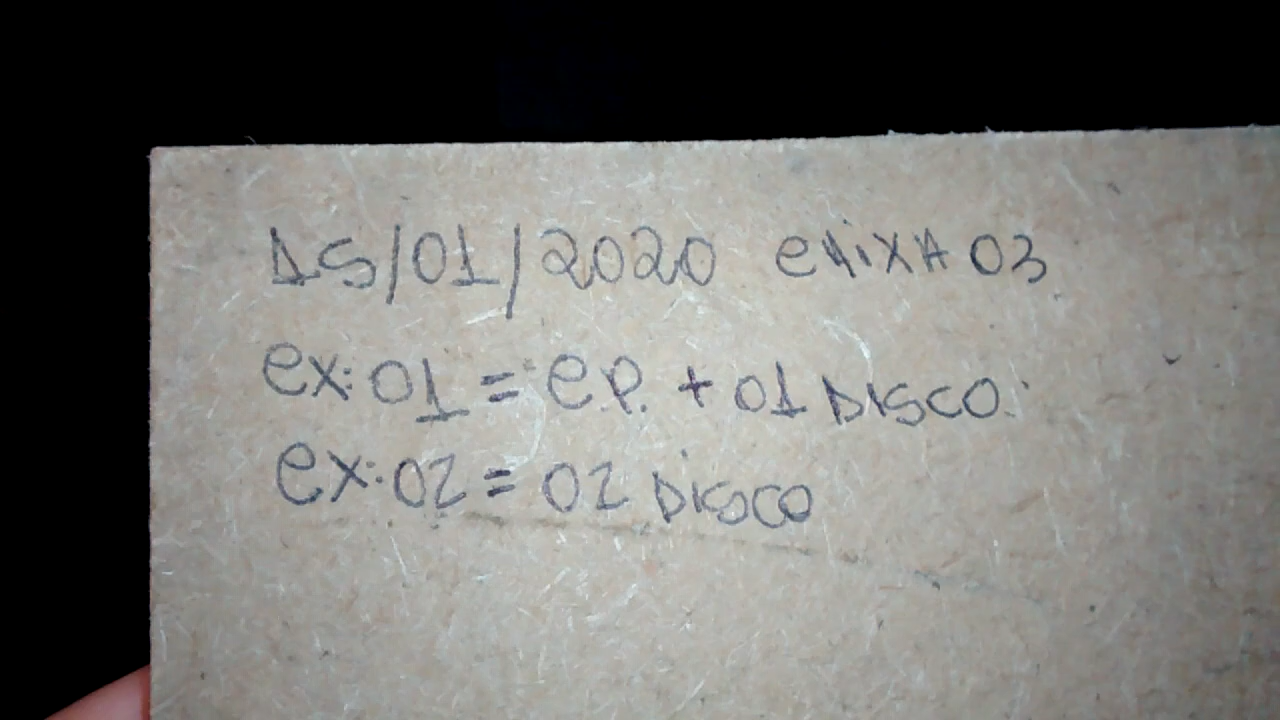 15/01/2020 CAiXA 03
ex:01 = e.P. + 01 DISCO.
ex:02 = 02 DiSCO